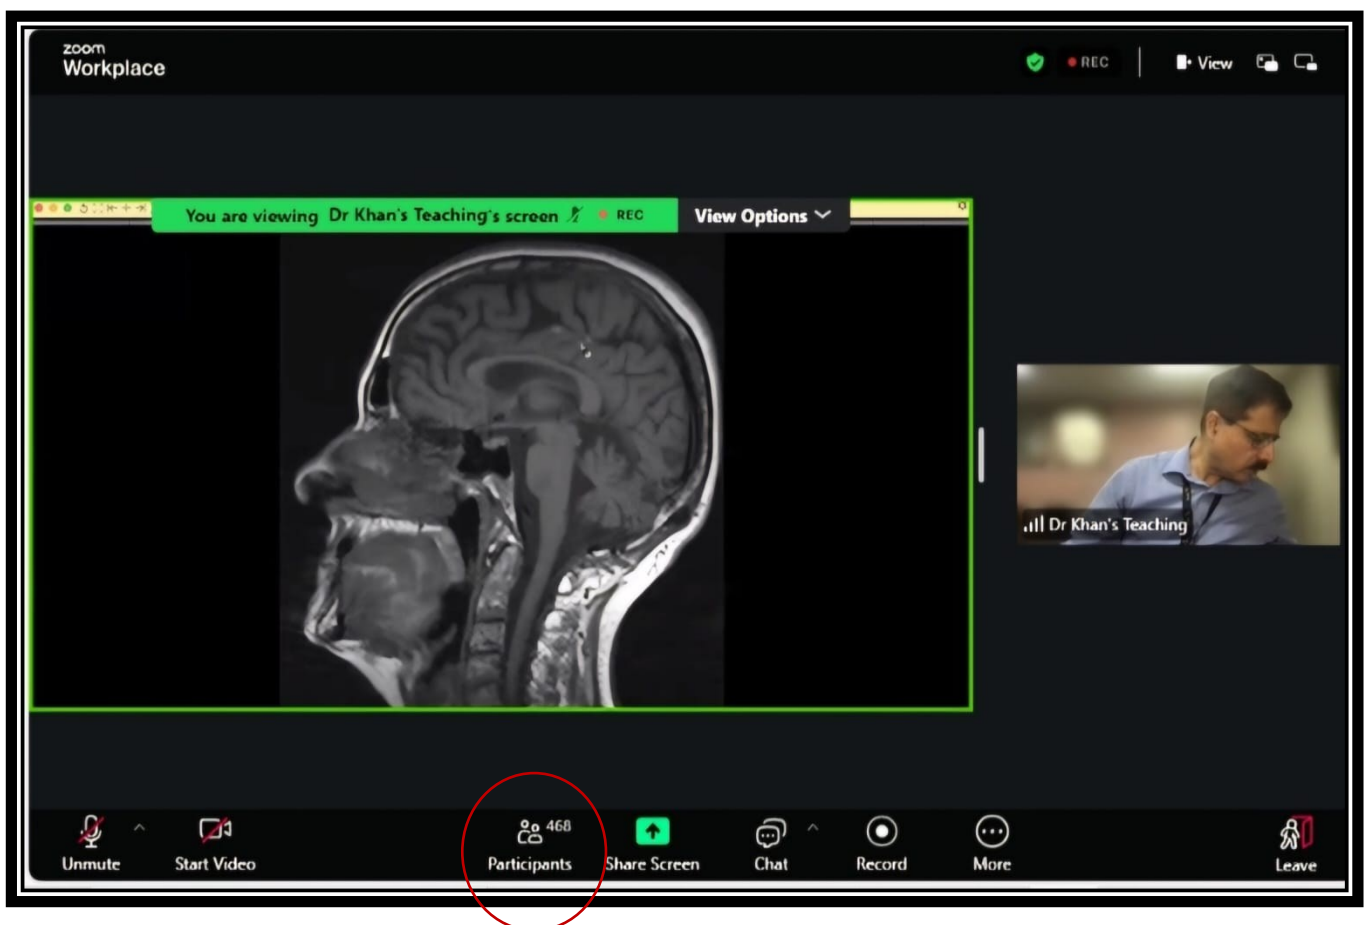 zoom
Workplace
REC
View
You are viewing Dr Khan's Teaching's screen REC
View Options
Dr Khan's Teaching
468
Unmute
Start Video
Participants
Share Screen
Chat
Record
More
Leave